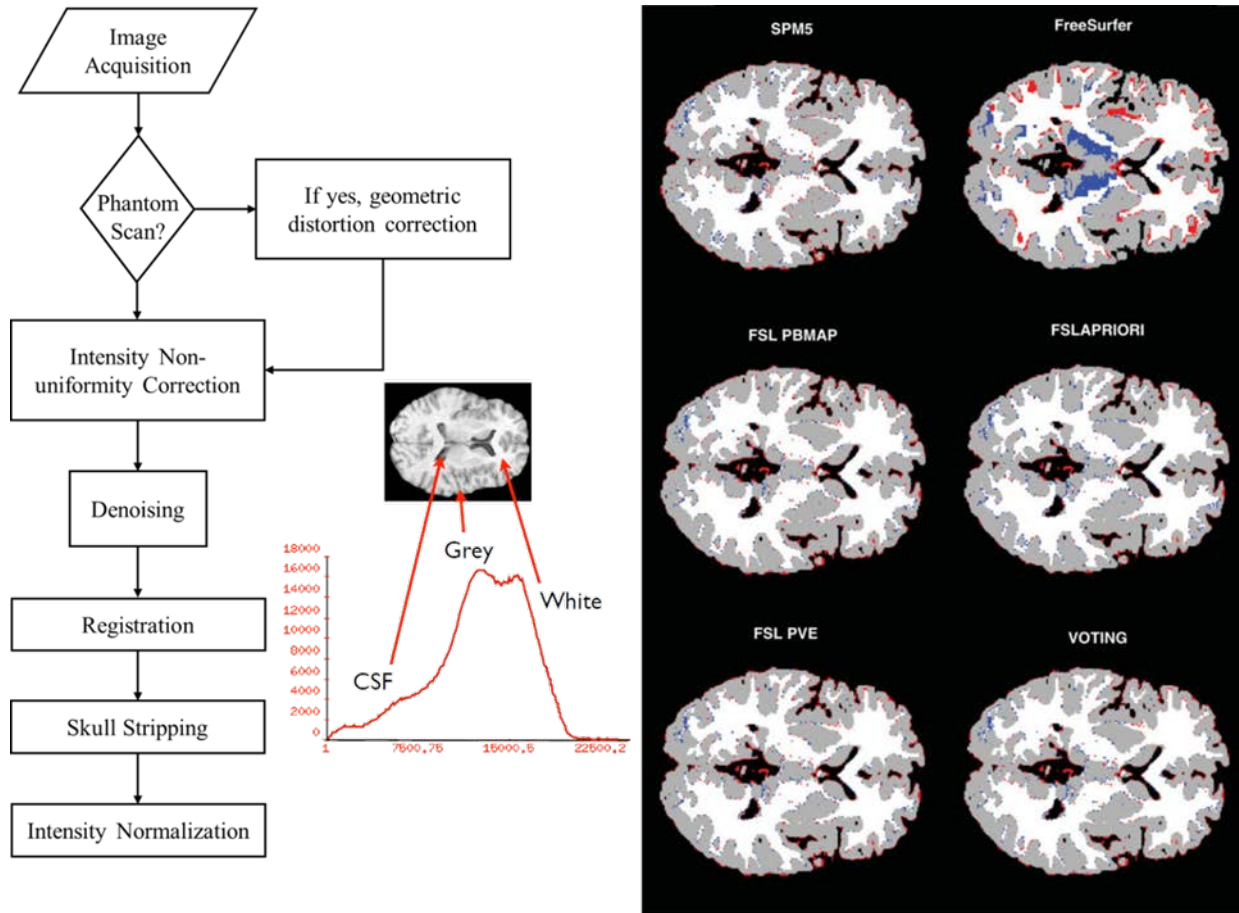 Image
Acquisition
Phantom
Scan?
If yes, geometric
distortion correction
Intensity Non-
uniformity Correction
Denoising
Registration
Skull Stripping
Intensity Normalization
Grey
White
CSF
18000
16000
14000
12000
10000
8000
6000
4000
2000
0
1
7500,75
15000,5
22500,2
SPM5
FreeSurfer
FSL PBMAP
FSLAPRIORI
FSL PVE
VOTING